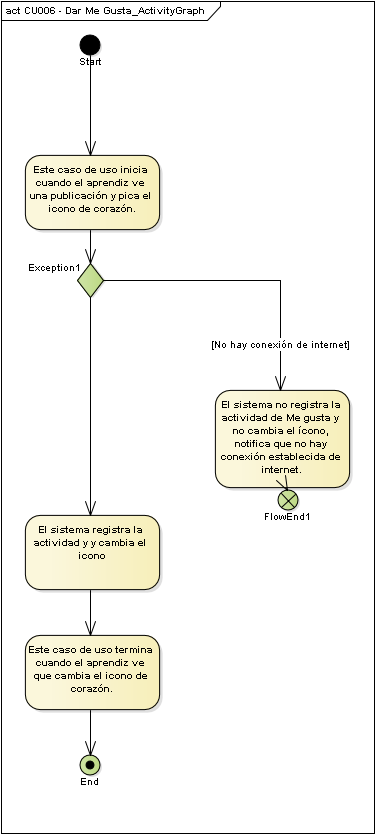 act CU006 - Dar Me Gusta_ActivityGraph
Start
Este caso de uso inicia
cuando el aprendiz ve
una publicación y pica el
icono de corazón.
Exception1
[No hay conexión de internet]
El sistema no registra la
actividad de Me gusta y
no cambia el ícono,
notifica que no hay
conexión establecida de
internet.
FlowEnd1
El sistema registra la
actividad y y cambia el
icono
Este caso de uso termina
cuando el aprendiz ve
que cambia el icono de
corazón.
End